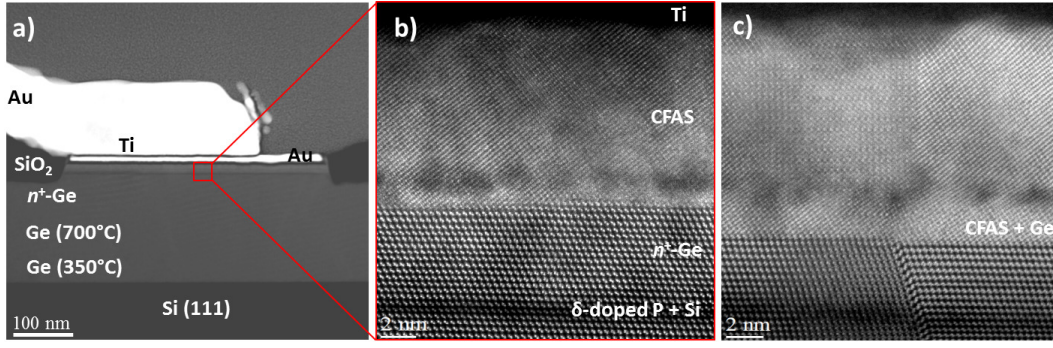 a)
Au
Ti
Au
SiO₂
n⁺-Ge
Ge (700°C)
Ge (350°C)
Si (111)
100 nm
b)
Ti
CFAS
n⁺-Ge
δ-doped P + Si
2 nm
c)
CFAS + Ge
2 nm